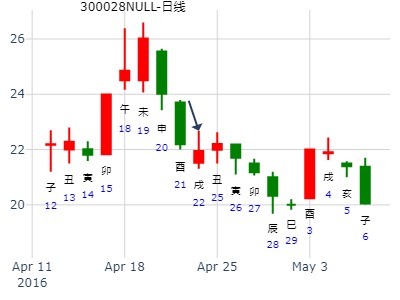 300028NULL-日线
26
24
22
20
子
12
丑
13
寅
14
卯
15
午
18
未
19
申
20
酉
21
戌
22
丑
25
寅
26
卯
27
辰
28
巳
29
酉
3
戌
4
亥
5
子
6
Apr 11
2016
Apr 18
Apr 25
May 3